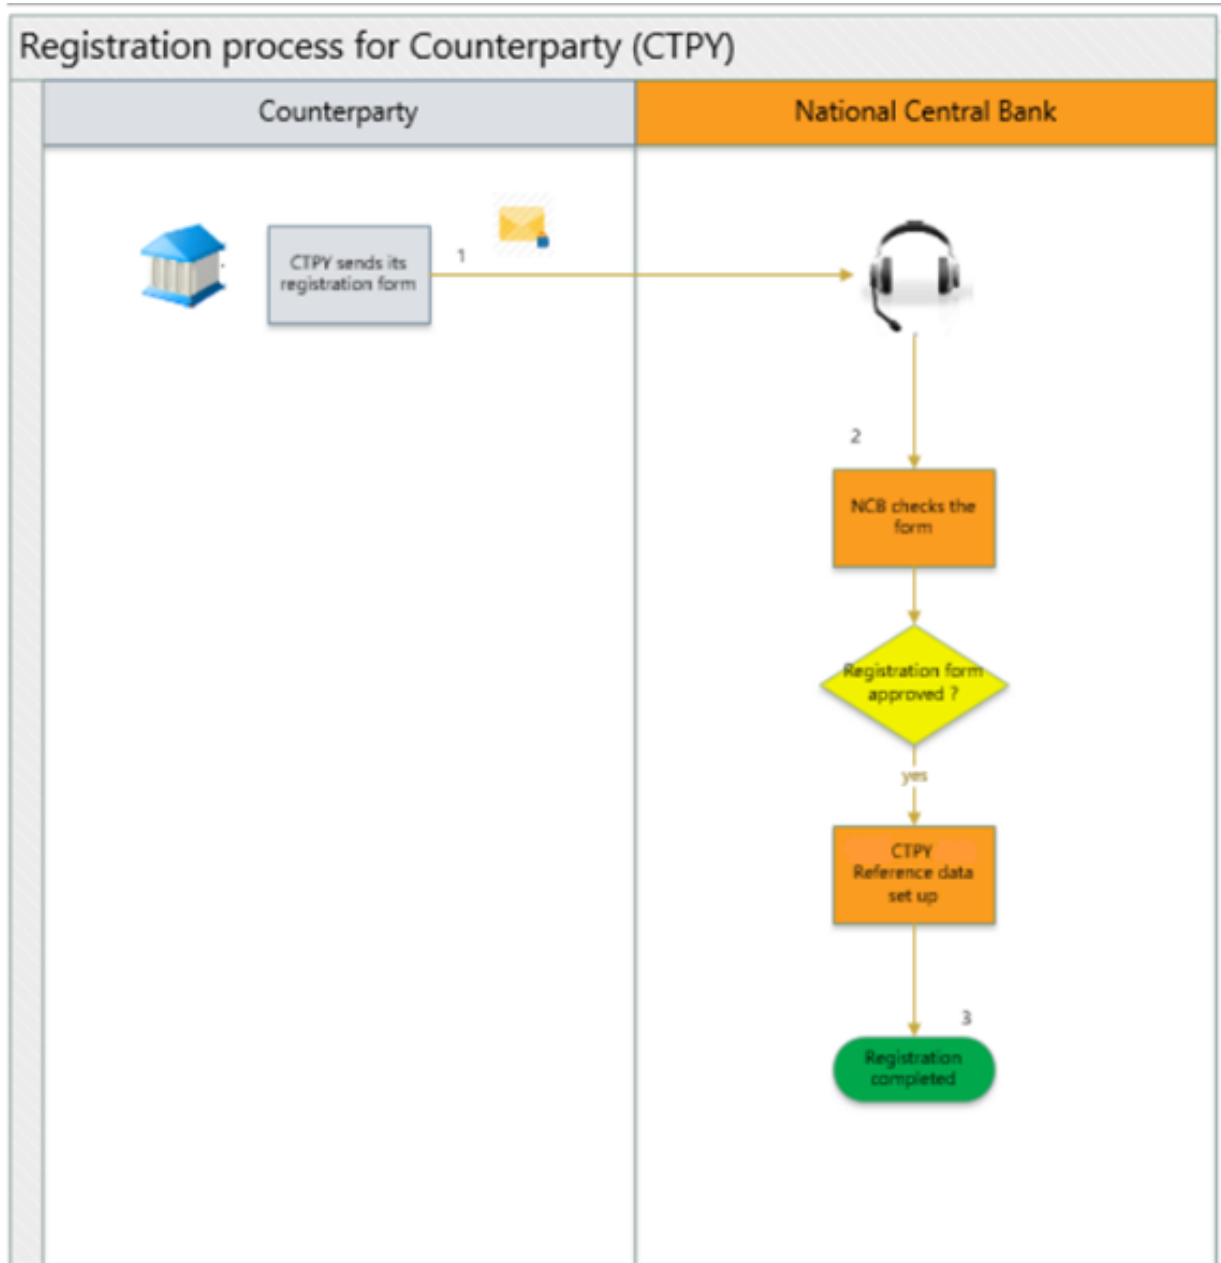 Registration process for Counterparty (CTPY)
Counterparty
National Central Bank
CTPY sends its
registration form
1
2
NCB checks the
form
Registration form
approved ?
yes
CTPY
Reference data
set up
3
Registration
completed